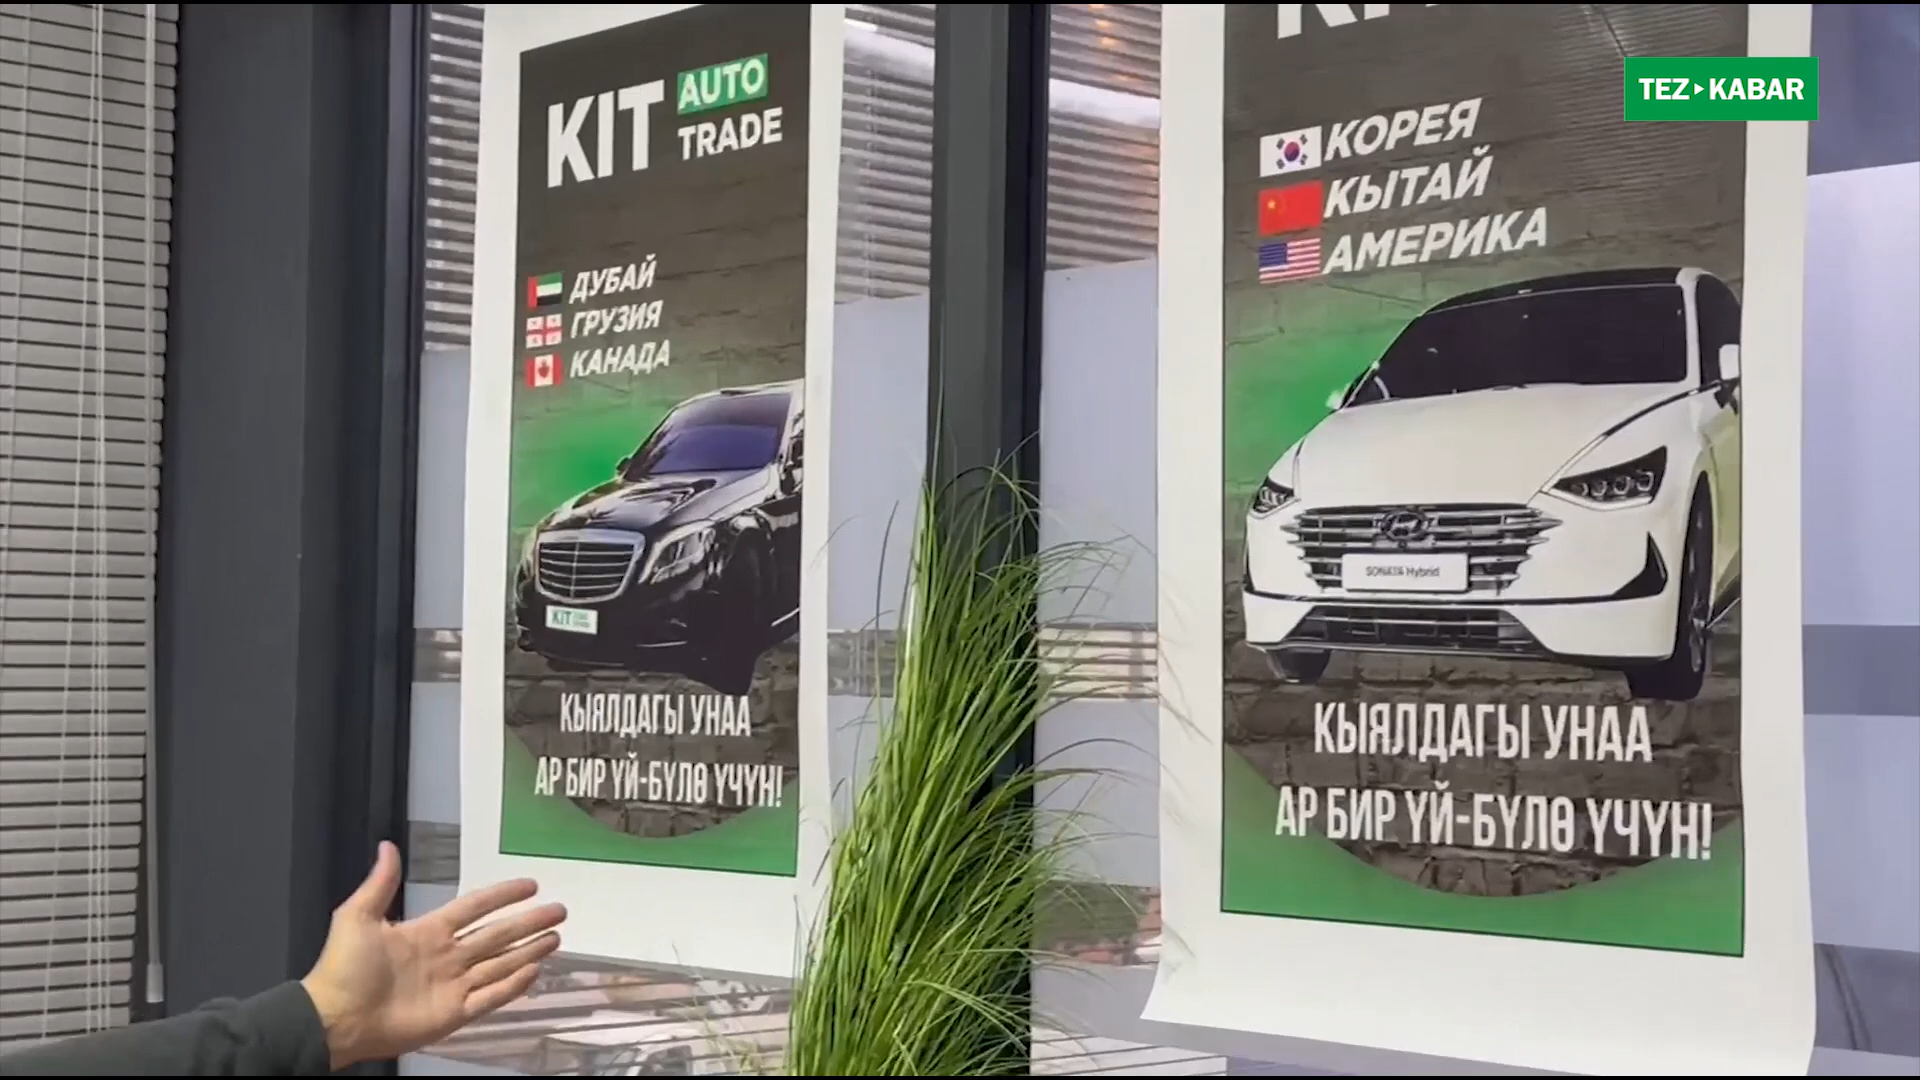 KIT AUTO
TRADE
ДУБАЙ
ГРУЗИЯ
КАНАДА
KIT
КЫЯЛДАГЫ УНАА
АР БИР ҮЙ-БҮЛӨ ҮЧҮН!
TEZ KABAR
КОРЕЯ
КЫТАЙ
АМЕРИКА
SONATA Hybrid
КЫЯЛДАГЫ УНАА
АР БИР ҮЙ-БҮЛӨ ҮЧҮН!